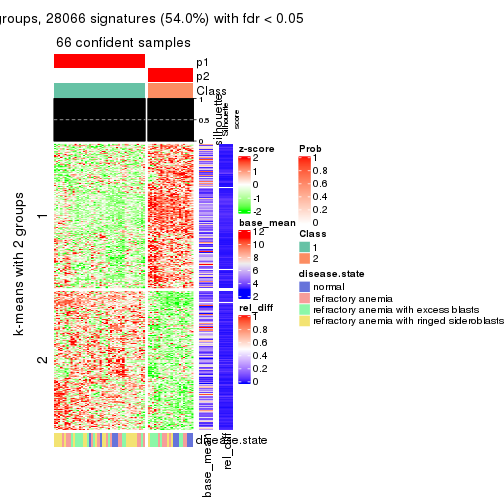 groups, 28066 signatures (54.0%) with fdr < 0.05
66 confident samples
p1
p2
Class
1
0.5
0
silhouette
Silhouette
score
k-means with 2 groups
1
2
z-score
2
1
0
-1
-2
base_mean
12
10
8
6
4
2
rel_diff
1
0.8
0.6
0.4
0.2
0
Prob
1
0.8
0.6
0.4
0.2
0
Class
1
2
disease.state
normal
refractory anemia
refractory anemia with excess blasts
refractory anemia with ringed sideroblasts
disease.state
base_mean
rel_diff